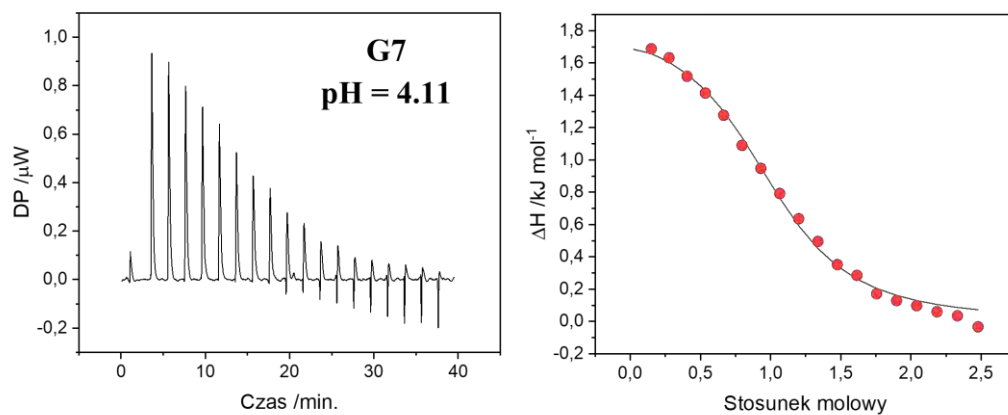 1,0
0,8
0,6
0,4
0,2
0,0
-0,2
DP /μW
G7
pH = 4.11
0 10 20 30 40
Czas /min.
1,8
1,6
1,4
1,2
1,0
0,8
0,6
0,4
0,2
0,0
-0,2
ΔH /kJ mol⁻¹
0,0 0,5 1,0 1,5 2,0 2,5
Stosunek molowy